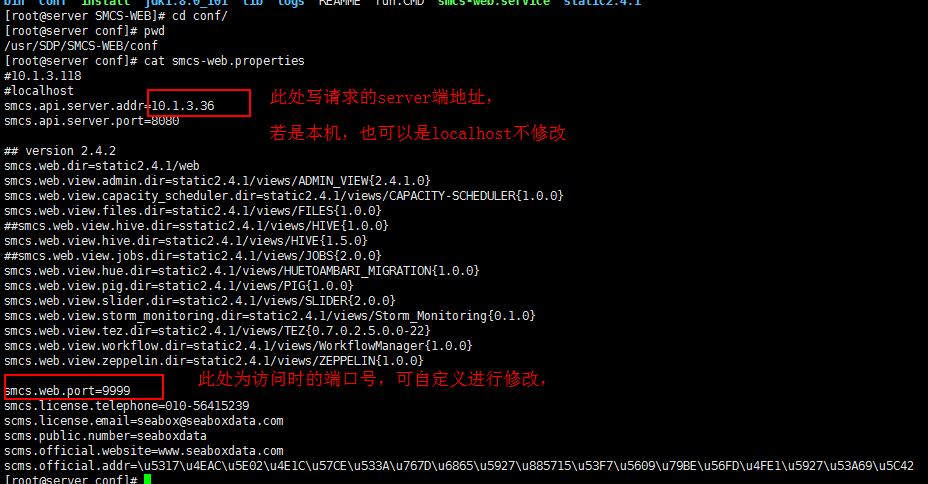 bin conf install jdk1.8.0_101 lib logs README run.CMD smcs-web.service static2.4.1
[root@server SMCS-WEB]# cd conf/
[root@server conf]# pwd
/usr/SDP/SMCS-WEB/conf
[root@server conf]# cat smcs-web.properties
#10.1.3.118
#localhost
此处写请求的server端地址，
smcs.api.server.addr=10.1.3.36
smcs.api.server.port=8080
若是本机，也可以是localhost不修改
## version 2.4.2
smcs.web.dir=static2.4.1/web
smcs.web.view.admin.dir=static2.4.1/views/ADMIN_VIEW{2.4.1.0}
smcs.web.view.capacity_scheduler.dir=static2.4.1/views/CAPACITY-SCHEDULER{1.0.0}
smcs.web.view.files.dir=static2.4.1/views/FILES{1.0.0}
##smcs.web.view.hive.dir=sstatic2.4.1/views/HIVE{1.0.0}
smcs.web.view.hive.dir=static2.4.1/views/HIVE{1.5.0}
##smcs.web.view.jobs.dir=static2.4.1/views/JOBS{2.0.0}
smcs.web.view.hue.dir=static2.4.1/views/HUETOAMBARI_MIGRATION{1.0.0}
smcs.web.view.pig.dir=static2.4.1/views/PIG{1.0.0}
smcs.web.view.slider.dir=static2.4.1/views/SLIDER{2.0.0}
smcs.web.view.storm_monitoring.dir=static2.4.1/views/Storm_Monitoring{0.1.0}
smcs.web.view.tez.dir=static2.4.1/views/TEZ{0.7.0.2.5.0.0-22}
smcs.web.view.workflow.dir=static2.4.1/views/WorkflowManager{1.0.0}
smcs.web.view.zeppelin.dir=static2.4.1/views/ZEPPELIN{1.0.0}
此处为访问时的端口号，可自定义进行修改，
smcs.web.port=9999
smcs.license.telephone=010-56415239
scms.license.email=seabox@seaboxdata.com
scms.public.number=seaboxdata
scms.official.website=www.seaboxdata.com
scms.official.addr=\u5317\u4EAC\u5E02\u4E1C\u57CE\u533A\u767D\u6865\u5927\u885715\u53F7\u5609\u79BE\u56FD\u4FE1\u5927\u53A69\u5C42
[root@server conf]#